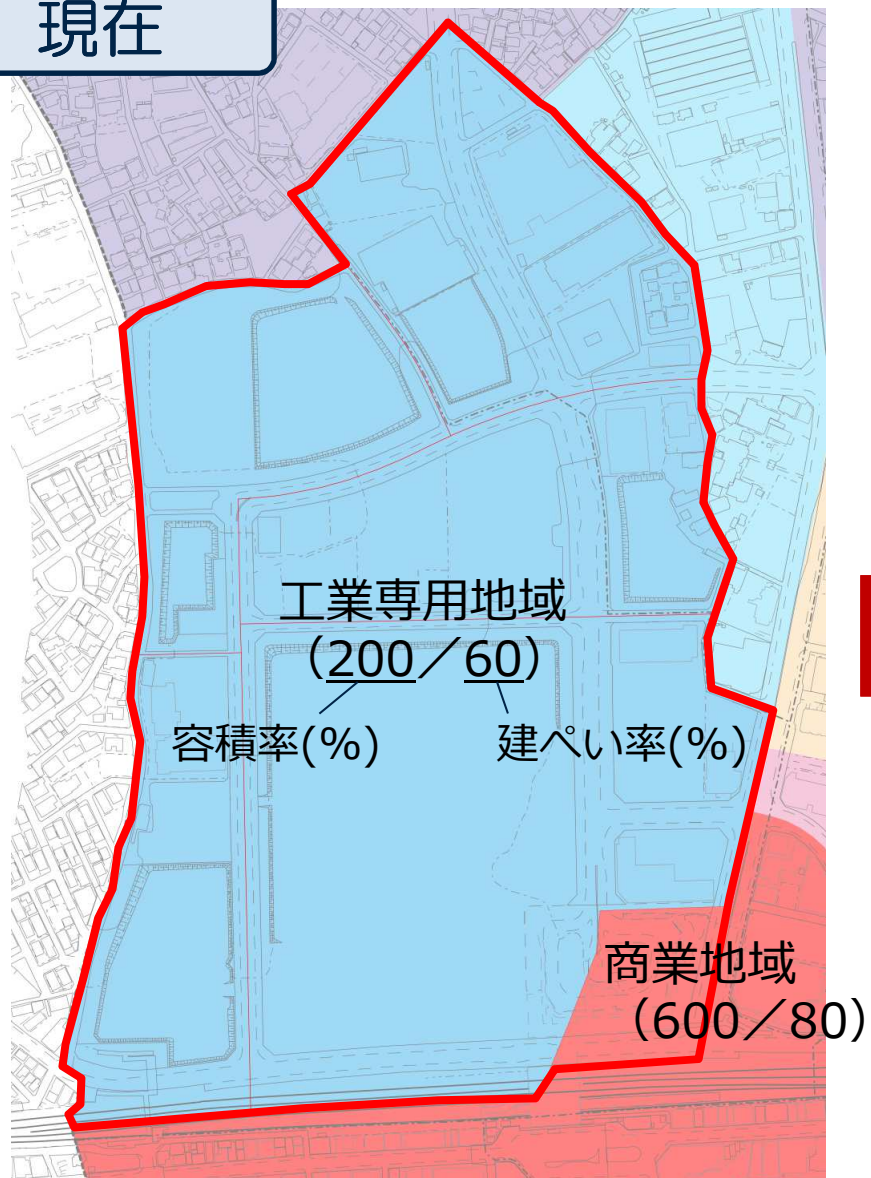 現在
工業専用地域
（200／60）
容積率(%)
建ぺい率(%)
商業地域
（600／80）